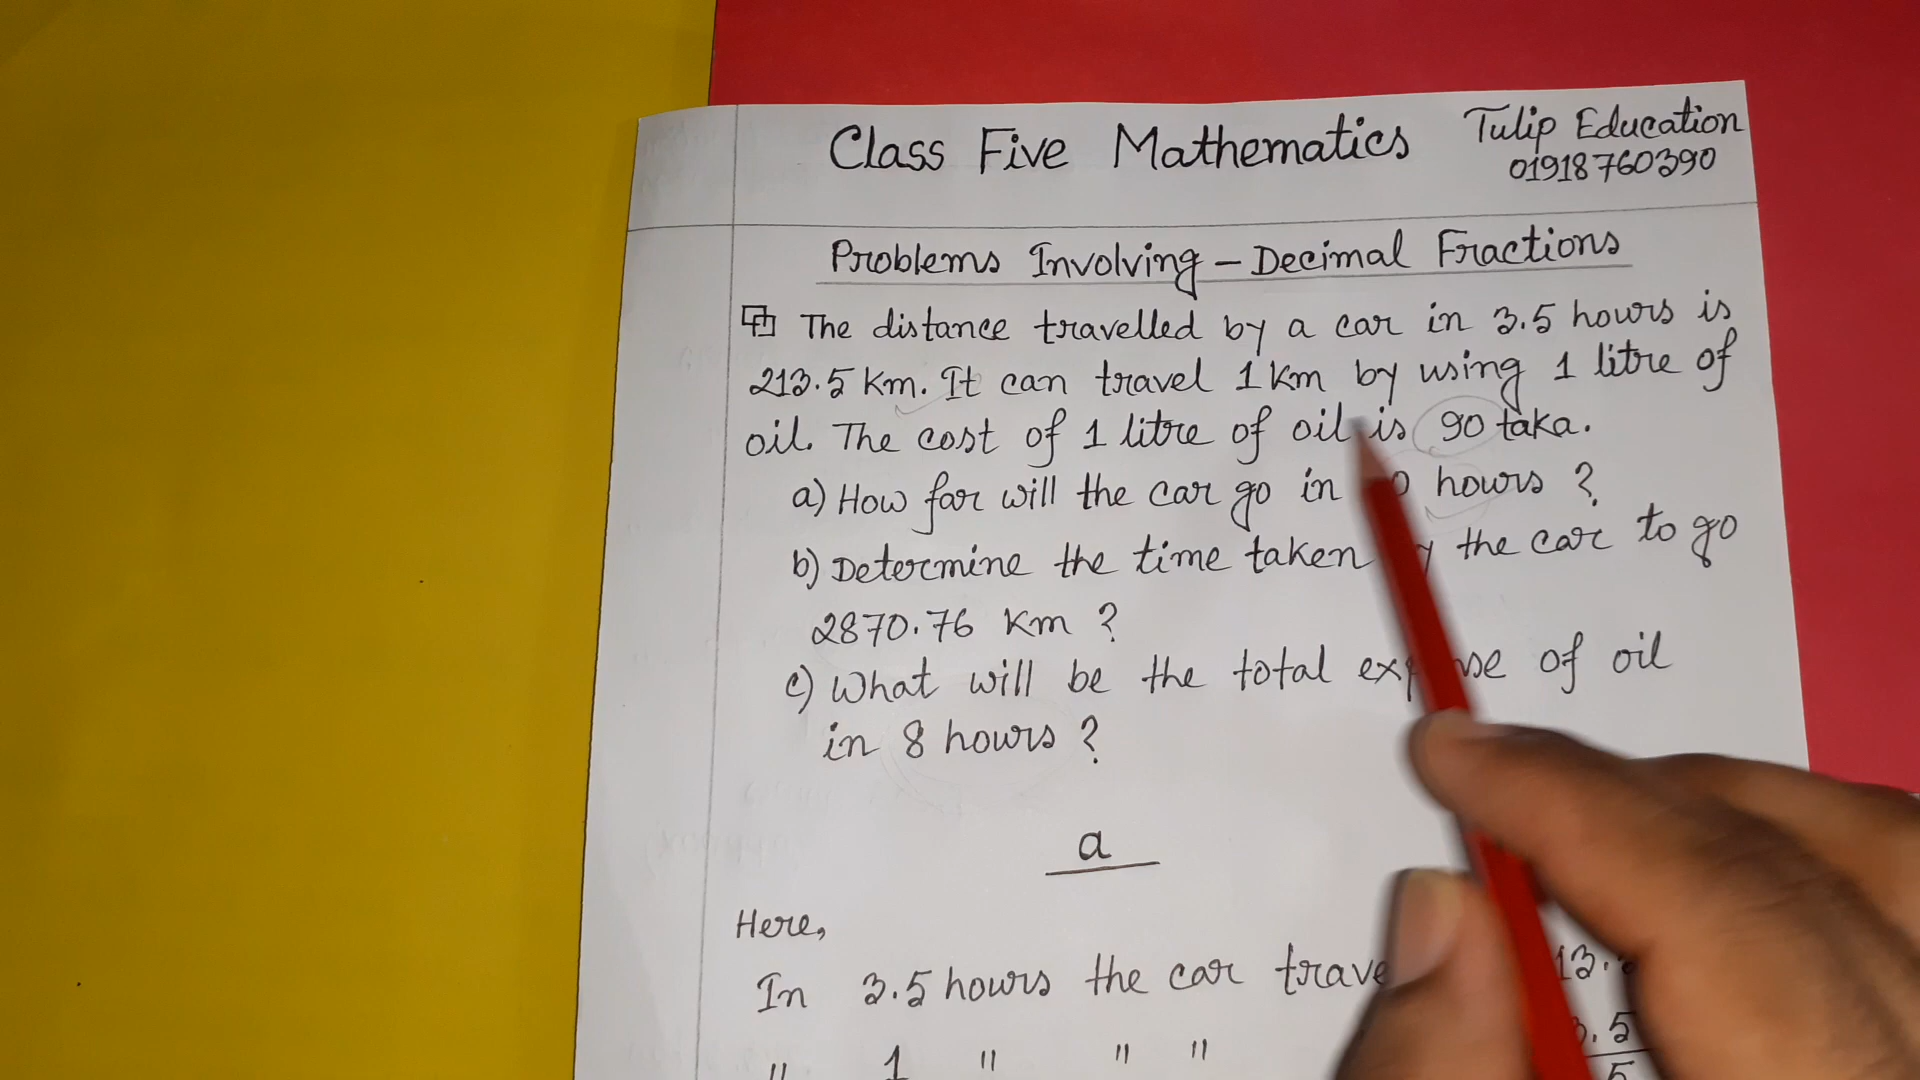 Class Five Mathematics
Tulip Education
01918760390
Problems Involving - Decimal Fractions
The distance travelled by a car in 3.5 hours is
213.5 km. It can travel 1 km by using 1 litre of
oil. The cost of 1 litre of oil is 90 taka.
a) How far will the car go in hours ?
b) Determine the time taken the car to go
2870.76 km ?
c) What will be the total of oil
in 8 hours ?
a
Here,
In 3.5 hours the car
" 1 " " "